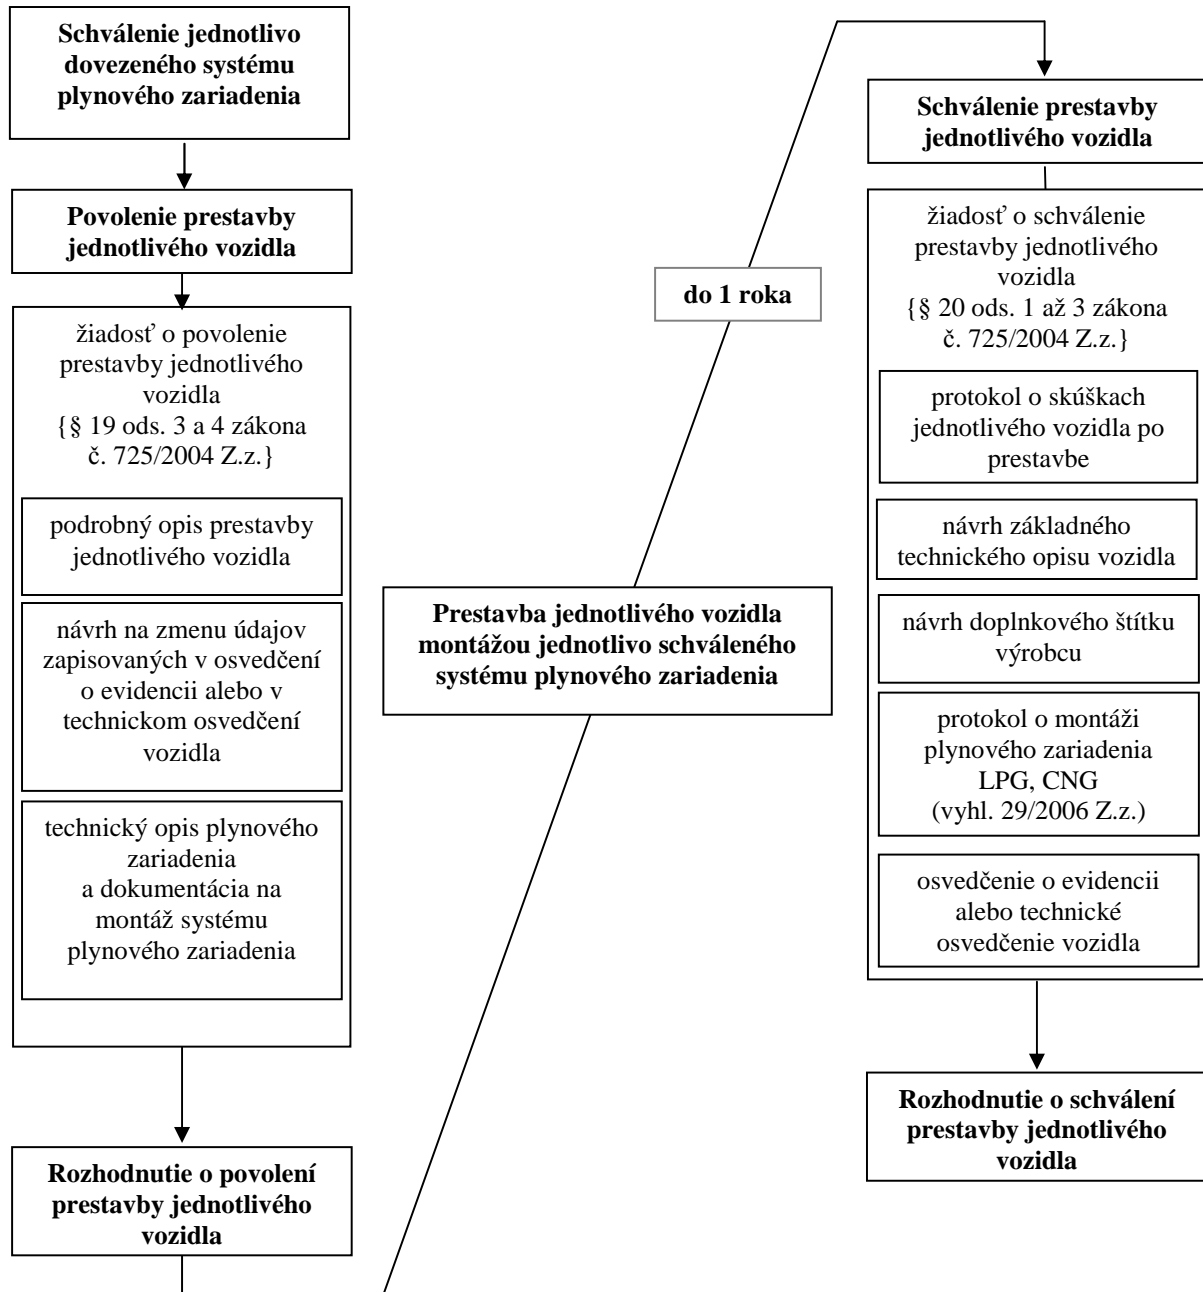 Schválenie jednotlivo
dovezeného systému
plynového zariadenia
Povolenie prestavby
jednotlivého vozidla
žiadosť o povolenie
prestavby jednotlivého
vozidla
{§ 19 ods. 3 a 4 zákona
č. 725/2004 Z.z.}
podrobný opis prestavby
jednotlivého vozidla
návrh na zmenu údajov
zapisovaných v osvedčení
o evidencii alebo v
technickom osvedčení
vozidla
technický opis plynového
zariadenia
a dokumentácia na
montáž systému
plynového zariadenia
Rozhodnutie o povolení
prestavby jednotlivého
vozidla
Prestavba jednotlivého vozidla
montážou jednotlivo schváleného
systému plynového zariadenia
do 1 roka
Schválenie prestavby
jednotlivého vozidla
žiadosť o schválenie
prestavby jednotlivého
vozidla
{§ 20 ods. 1 až 3 zákona
č. 725/2004 Z.z.}
protokol o skúškach
jednotlivého vozidla po
prestavbe
návrh základného
technického opisu vozidla
návrh doplnkového štítku
výrobcu
protokol o montáži
plynového zariadenia
LPG, CNG
(vyhl. 29/2006 Z.z.)
osvedčenie o evidencii
alebo technické
osvedčenie vozidla
Rozhodnutie o schválení
prestavby jednotlivého
vozidla